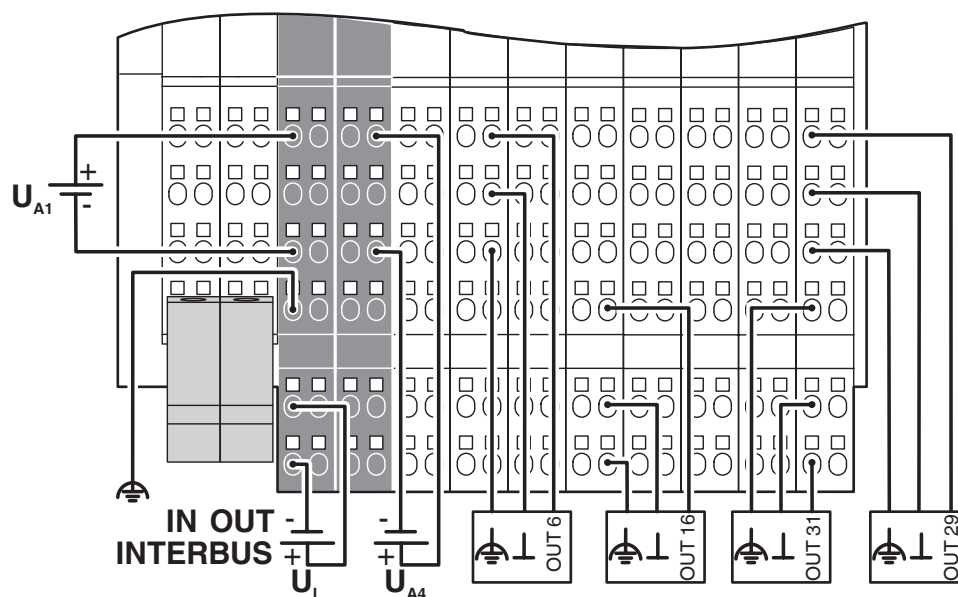 +
U_A1
-
IN OUT
INTERBUS
-
+
U_L
-
+
U_A4
OUT 6
OUT 16
OUT 31
OUT 29